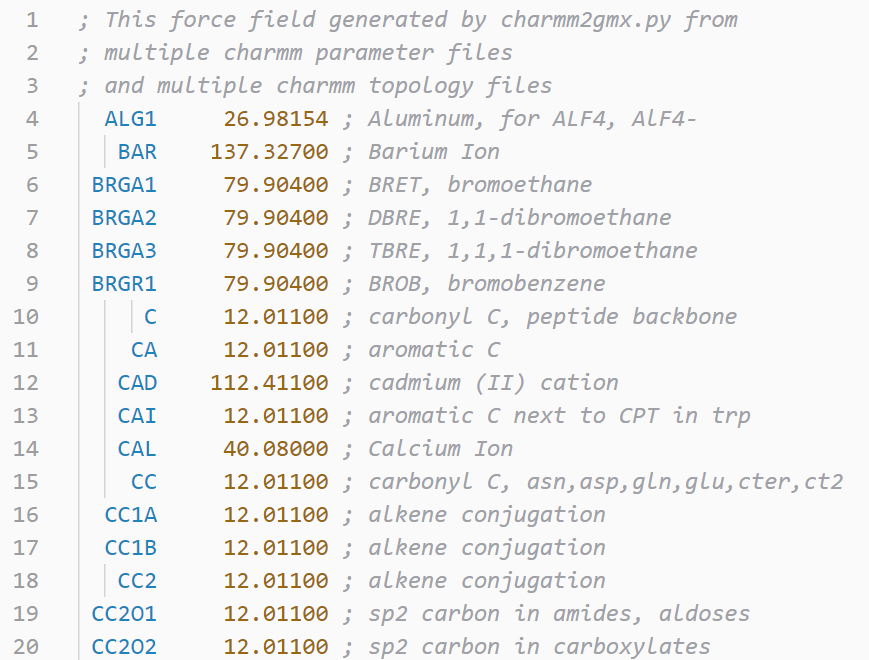 1 ; This force field generated by charmm2gmx.py from
2 ; multiple charmm parameter files
3 ; and multiple charmm topology files
4 ALG1 26.98154 ; Aluminum, for ALF4, AlF4-
5 BAR 137.32700 ; Barium Ion
6 BRGA1 79.90400 ; BRET, bromoethane
7 BRGA2 79.90400 ; DBRE, 1,1-dibromoethane
8 BRGA3 79.90400 ; TBRE, 1,1,1-dibromoethane
9 BRGR1 79.90400 ; BROB, bromobenzene
10 C 12.01100 ; carbonyl C, peptide backbone
11 CA 12.01100 ; aromatic C
12 CAD 112.41100 ; cadmium (II) cation
13 CAI 12.01100 ; aromatic C next to CPT in trp
14 CAL 40.08000 ; Calcium Ion
15 CC 12.01100 ; carbonyl C, asn,asp,gln,glu,cter,ct2
16 CC1A 12.01100 ; alkene conjugation
17 CC1B 12.01100 ; alkene conjugation
18 CC2 12.01100 ; alkene conjugation
19 CC2O1 12.01100 ; sp2 carbon in amides, aldoses
20 CC2O2 12.01100 ; sp2 carbon in carboxylates